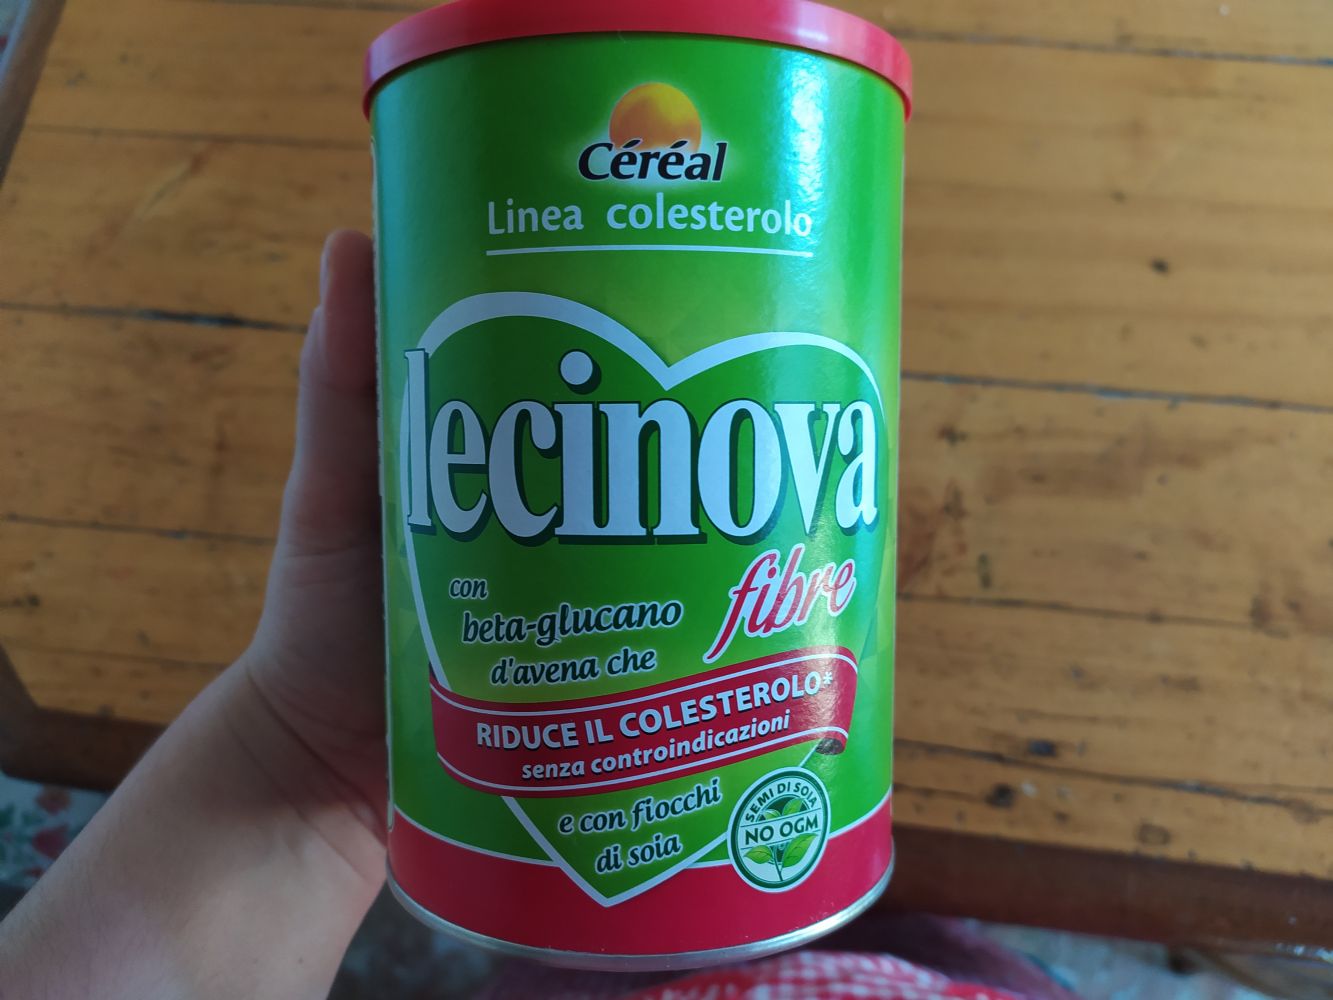 Céréal
Linea colesterolo
lecinova
fibre
con
beta-glucano
d'avena che
RIDUCE IL COLESTEROLO*
senza controindicazioni
e con fiocchi
di soia
SEMI DI SOIA
NO OGM